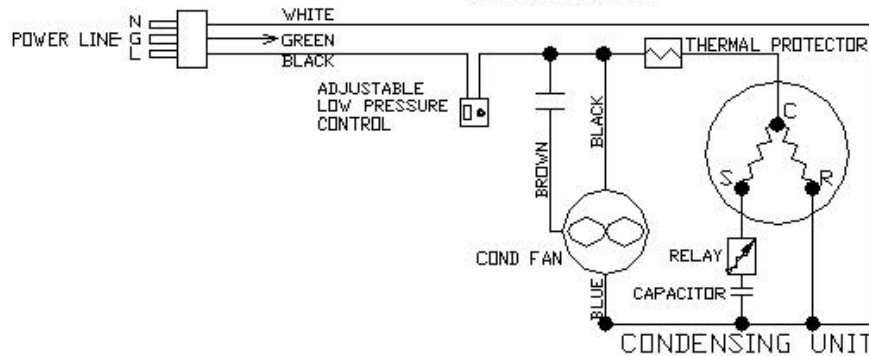 N
WHITE
POWER LINE
G
GREEN
L
BLACK
THERMAL PROTECTOR
ADJUSTABLE
LOW PRESSURE
CONTROL
BLACK
BROWN
C
S
R
COND FAN
RELAY
BLUE
CAPACITOR
CONDENSING UNIT